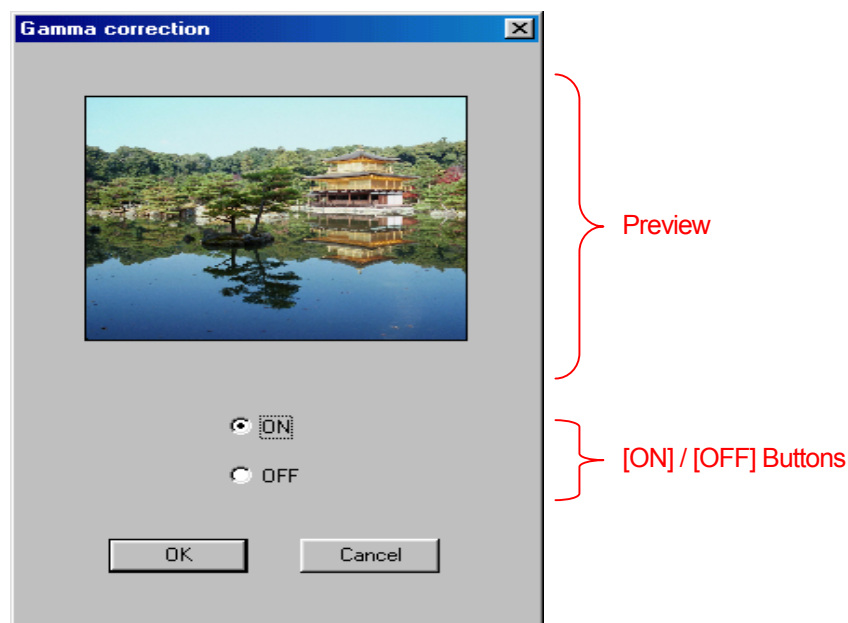 Gamma correction
Preview
ON
OFF
[ON] / [OFF] Buttons
OK
Cancel